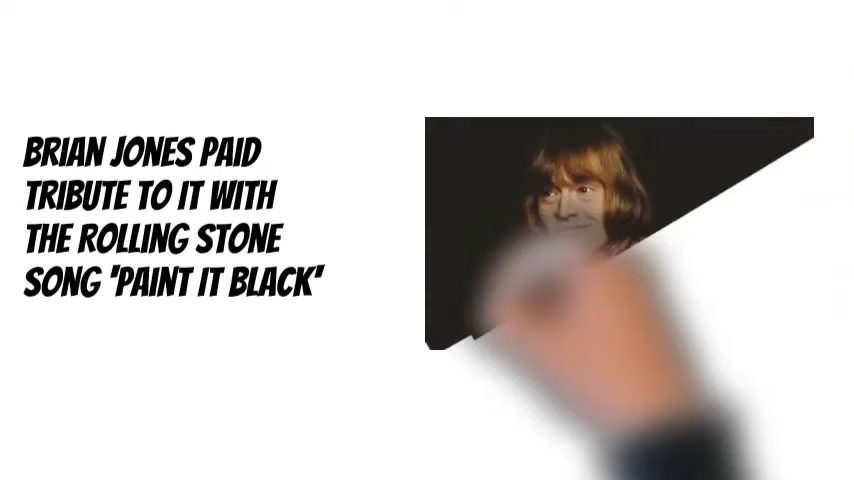 BRIAN JONES PAID
TRIBUTE TO IT WITH
THE ROLLING STONE
SONG 'PAINT IT BLACK'